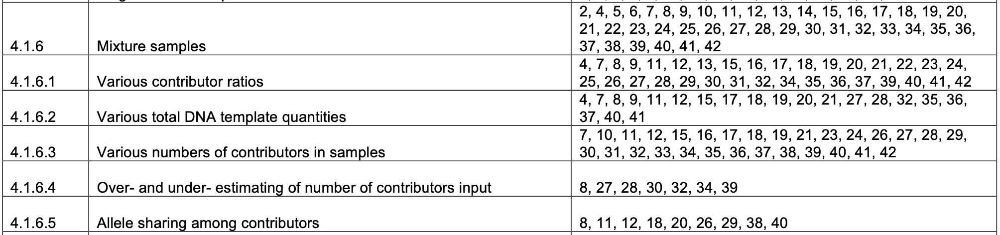 2, 4, 5, 6, 7, 8, 9, 10, 11, 12, 13, 14, 15, 16, 17, 18, 19, 20,
21, 22, 23, 24, 25, 26, 27, 28, 29, 30, 31, 32, 33, 34, 35, 36,
4.1.6 Mixture samples 37, 38, 39, 40, 41, 42
4, 7, 8, 9, 11, 12, 13, 15, 16, 17, 18, 19, 20, 21, 22, 23, 24,
4.1.6.1 Various contributor ratios 25, 26, 27, 28, 29, 30, 31, 32, 34, 35, 36, 37, 39, 40, 41, 42
4, 7, 8, 9, 11, 12, 15, 17, 18, 19, 20, 21, 27, 28, 32, 35, 36,
4.1.6.2 Various total DNA template quantities 37, 40, 41
7, 10, 11, 12, 15, 16, 17, 18, 19, 21, 23, 24, 26, 27, 28, 29,
4.1.6.3 Various numbers of contributors in samples 30, 31, 32, 33, 34, 35, 36, 37, 38, 39, 40, 41, 42
4.1.6.4 Over- and under- estimating of number of contributors input 8, 27, 28, 30, 32, 34, 39
4.1.6.5 Allele sharing among contributors 8, 11, 12, 18, 20, 26, 29, 38, 40